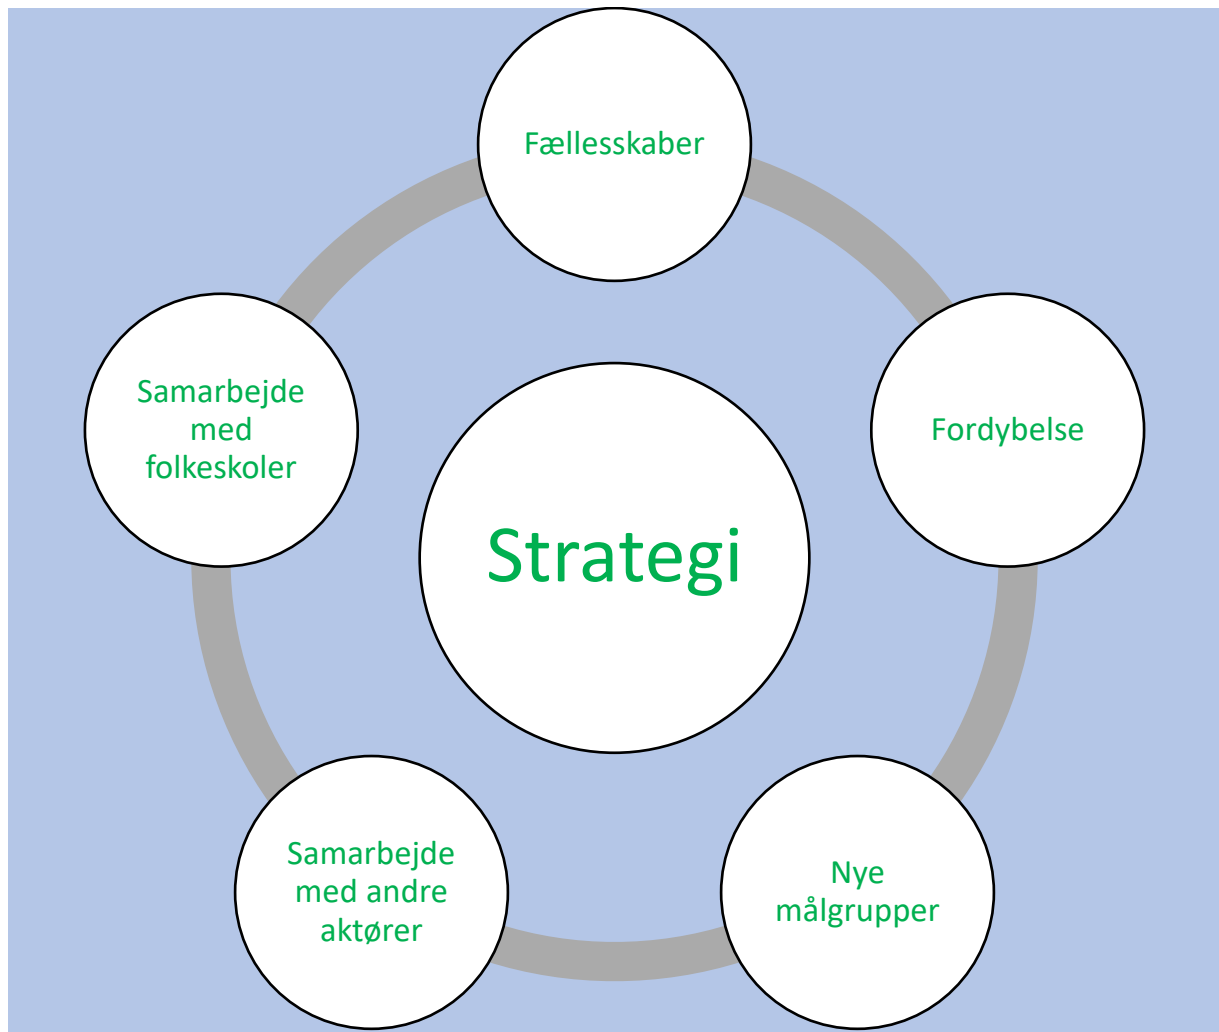 Fællesskaber
Fordybelse
Nye
målgrupper
Samarbejde
med andre
aktører
Samarbejde
med
folkeskoler
Strategi